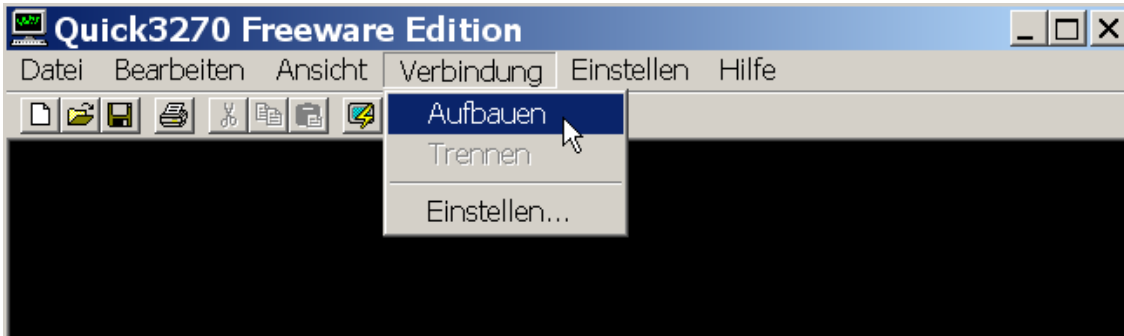 Quick3270 Freeware Edition
Datei Bearbeiten Ansicht Verbindung Einstellen Hilfe
Aufbauen
Trennen
Einstellen...